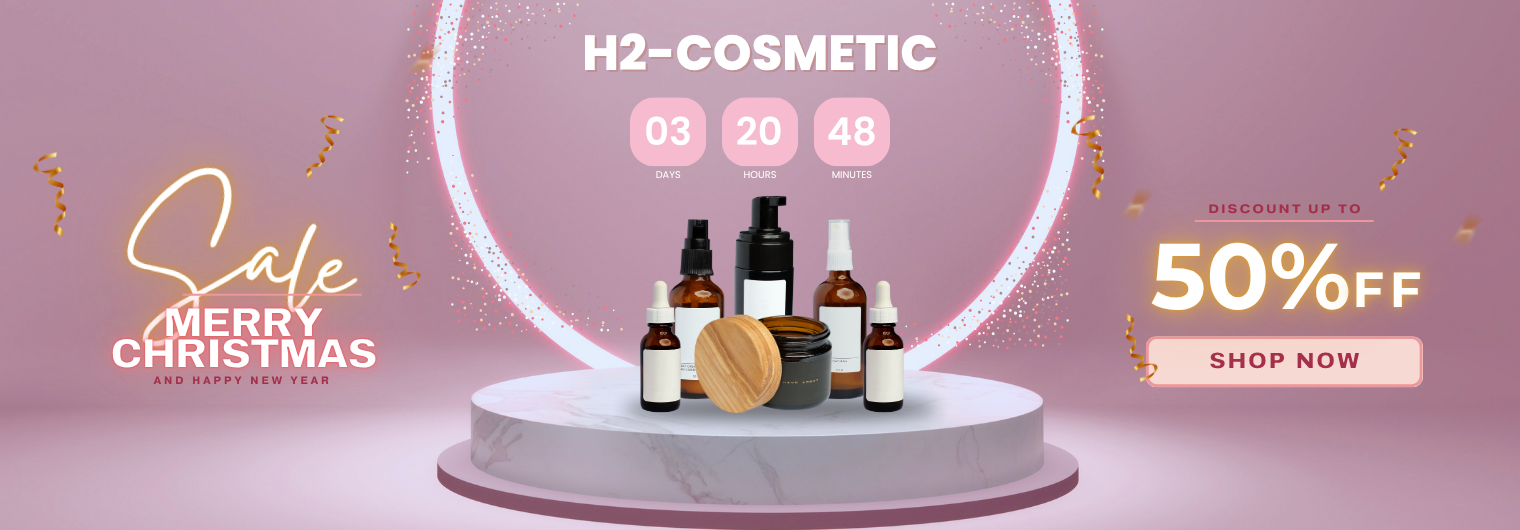 H2-COSMETIC
03 20 48
DAYS HOURS MINUTES
Sale
MERRY
CHRISTMAS
AND HAPPY NEW YEAR
DISCOUNT UP TO
50%FF
SHOP NOW